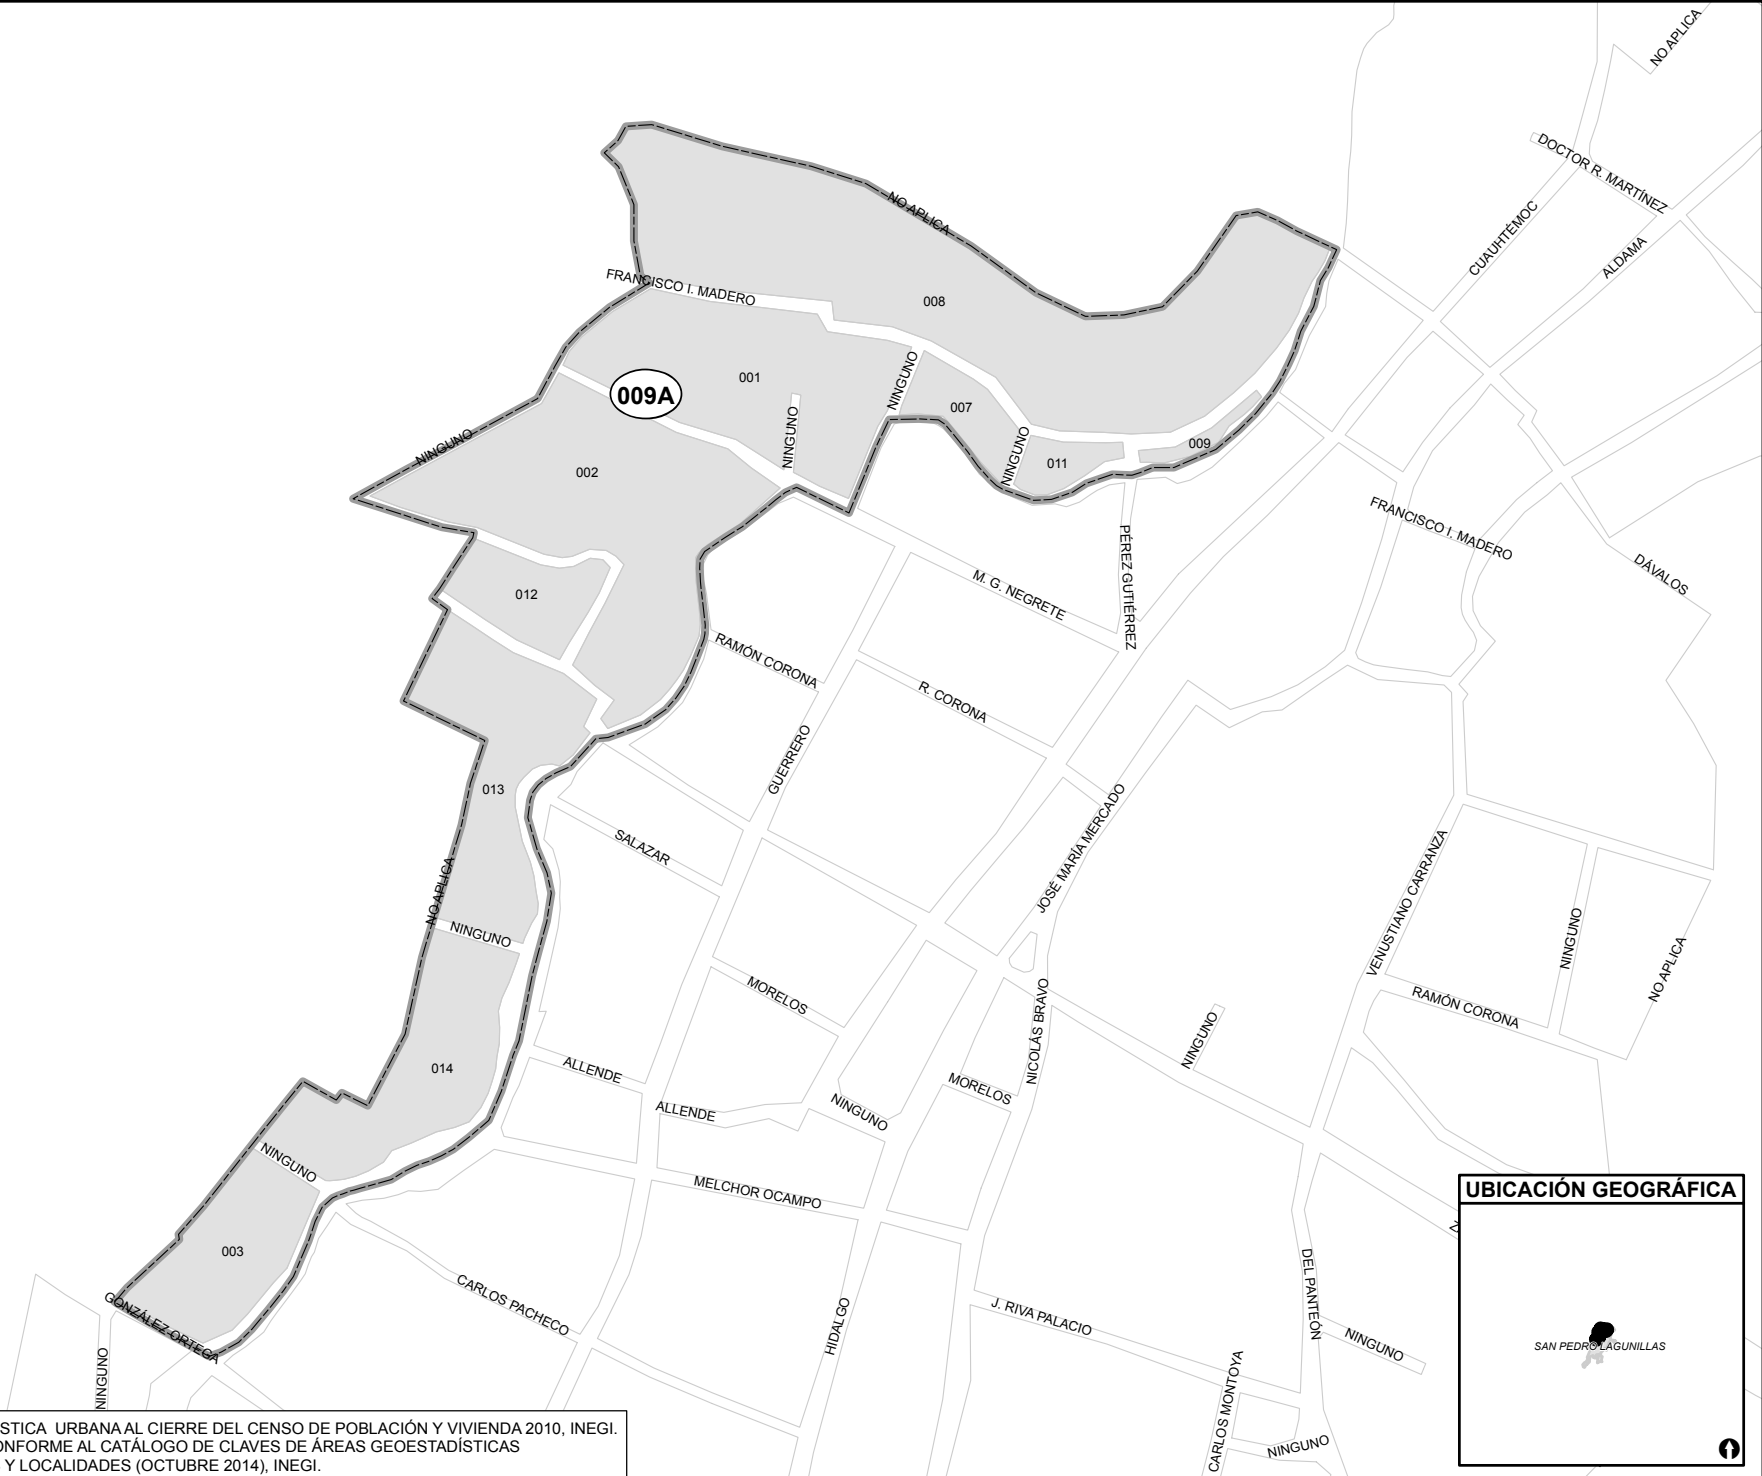 NO APLICA
DOCTOR R. MARTÍNEZ
CUAUHTÉMOC
ALDAMA
NO APLICA
FRANCISCO I. MADERO
008
001
009A
NINGUNO
007
NINGUNO
NINGUNO
009
011
NINGUNO
002
FRANCISCO I. MADERO
PÉREZ GUTIÉRREZ
DÁVALOS
M. G. NEGRETE
012
RAMÓN CORONA
R. CORONA
GUERRERO
013
JOSÉ MARÍA MERCADO
SALAZAR
VENUSTIANO CARRANZA
NO APLICA
NINGUNO
NINGUNO
NO APLICA
MORELOS
NICOLÁS BRAVO
RAMÓN CORONA
NINGUNO
014
ALLENDE
ALLENDE
NINGUNO
MORELOS
NINGUNO
MELCHOR OCAMPO
003
GONZÁLEZ ORTEGA
CARLOS PACHECO
HIDALGO
J. RIVA PALACIO
DEL PANTEÓN
NINGUNO
NINGUNO
CARLOS MONTOYA
NINGUNO
UBICACIÓN GEOGRÁFICA
SAN PEDRO LAGUNILLAS
STICA URBANA AL CIERRE DEL CENSO DE POBLACIÓN Y VIVIENDA 2010, INEGI.
ONFORME AL CATÁLOGO DE CLAVES DE ÁREAS GEOESTADÍSTICAS
Y LOCALIDADES (OCTUBRE 2014), INEGI.